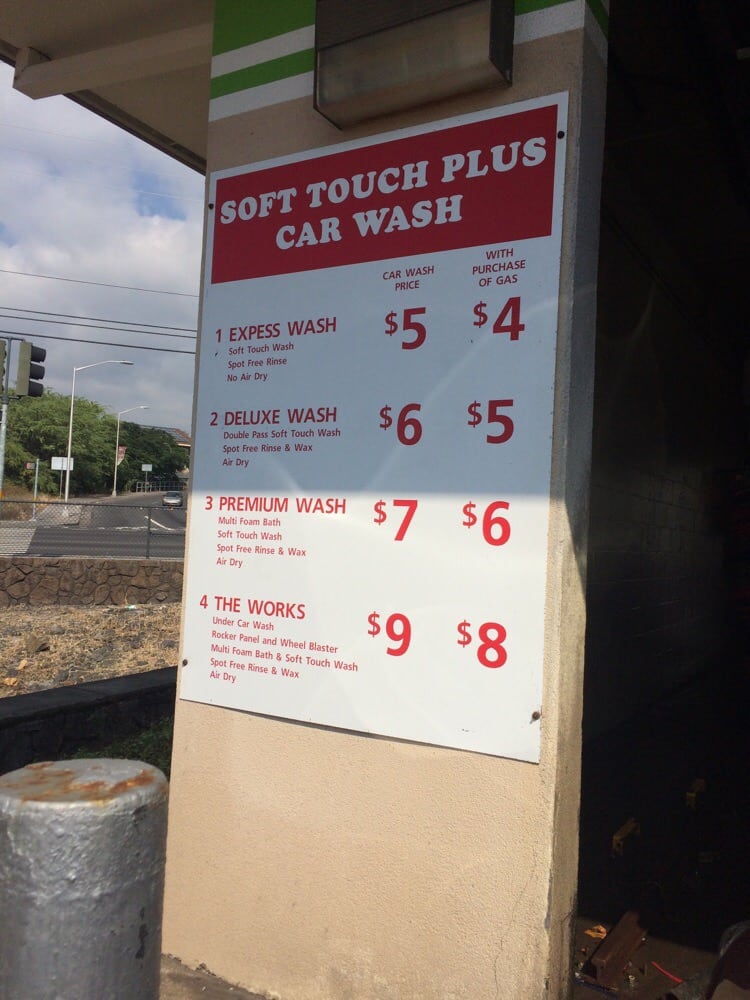 SOFT TOUCH PLUS
CAR WASH
CAR WASH
PRICE
WITH
PURCHASE
OF GAS
1 EXPESS WASH $5 $4
Soft Touch Wash
Spot Free Rinse
No Air Dry
2 DELUXE WASH $6 $5
Double Pass Soft Touch Wash
Spot Free Rinse & Wax
Air Dry
3 PREMIUM WASH $7 $6
Multi Foam Bath
Soft Touch Wash
Spot Free Rinse & Wax
Air Dry
4 THE WORKS $9 $8
Under Car Wash
Rocker Panel and Wheel Blaster
Multi Foam Bath & Soft Touch Wash
Spot Free Rinse & Wax
Air Dry